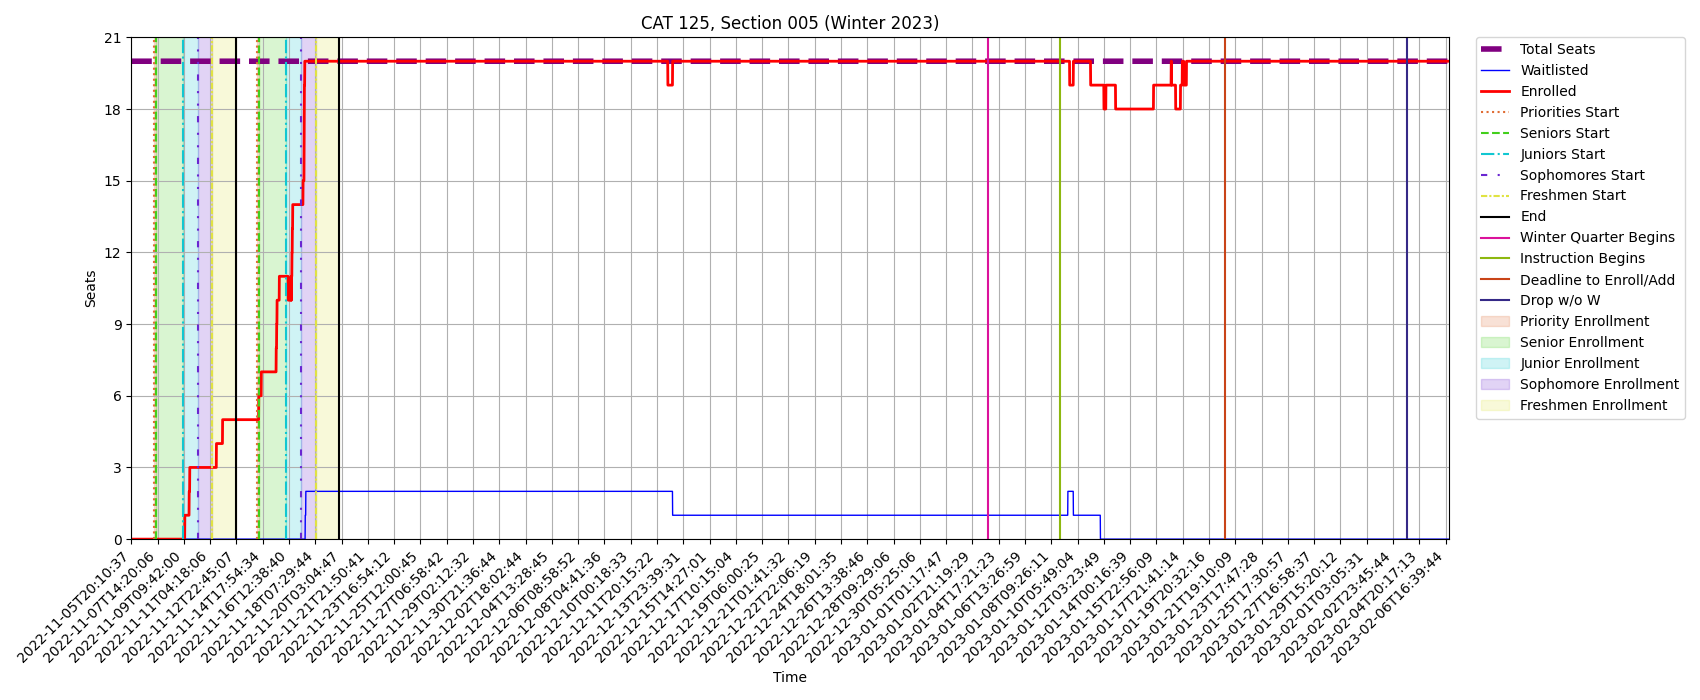 CAT 125, Section 005 (Winter 2023)
21
18
15
12
9
6
3
0
Seats
2022-11-05T20:10:37
2022-11-07T14:20:06
2022-11-09T09:42:00
2022-11-11T04:18:06
2022-11-12T22:45:07
2022-11-14T17:54:34
2022-11-16T12:38:40
2022-11-18T07:29:44
2022-11-20T03:04:47
2022-11-21T21:50:41
2022-11-23T16:54:12
2022-11-25T12:00:45
2022-11-27T06:58:42
2022-11-29T02:12:32
2022-11-30T21:36:44
2022-12-02T18:02:44
2022-12-04T13:28:45
2022-12-06T08:58:52
2022-12-08T04:41:36
2022-12-10T00:18:33
2022-12-11T20:15:22
2022-12-13T23:39:31
2022-12-15T14:27:01
2022-12-17T10:15:04
2022-12-19T06:00:25
2022-12-21T01:41:32
2022-12-22T22:06:19
2022-12-24T18:01:35
2022-12-26T13:38:46
2022-12-28T09:29:06
2022-12-30T05:25:06
2023-01-01T01:17:47
2023-01-02T21:19:29
2023-01-04T17:21:23
2023-01-06T13:26:59
2023-01-08T09:26:11
2023-01-10T05:49:04
2023-01-12T03:23:49
2023-01-14T00:16:39
2023-01-15T22:56:09
2023-01-17T21:41:14
2023-01-19T20:32:16
2023-01-21T19:10:09
2023-01-23T17:47:28
2023-01-25T17:30:57
2023-01-27T16:58:37
2023-01-29T15:20:12
2023-02-01T03:05:31
2023-02-02T23:45:44
2023-02-04T20:17:13
2023-02-06T16:39:44
Time
Total Seats
Waitlisted
Enrolled
Priorities Start
Seniors Start
Juniors Start
Sophomores Start
Freshmen Start
End
Winter Quarter Begins
Instruction Begins
Deadline to Enroll/Add
Drop w/o W
Priority Enrollment
Senior Enrollment
Junior Enrollment
Sophomore Enrollment
Freshmen Enrollment